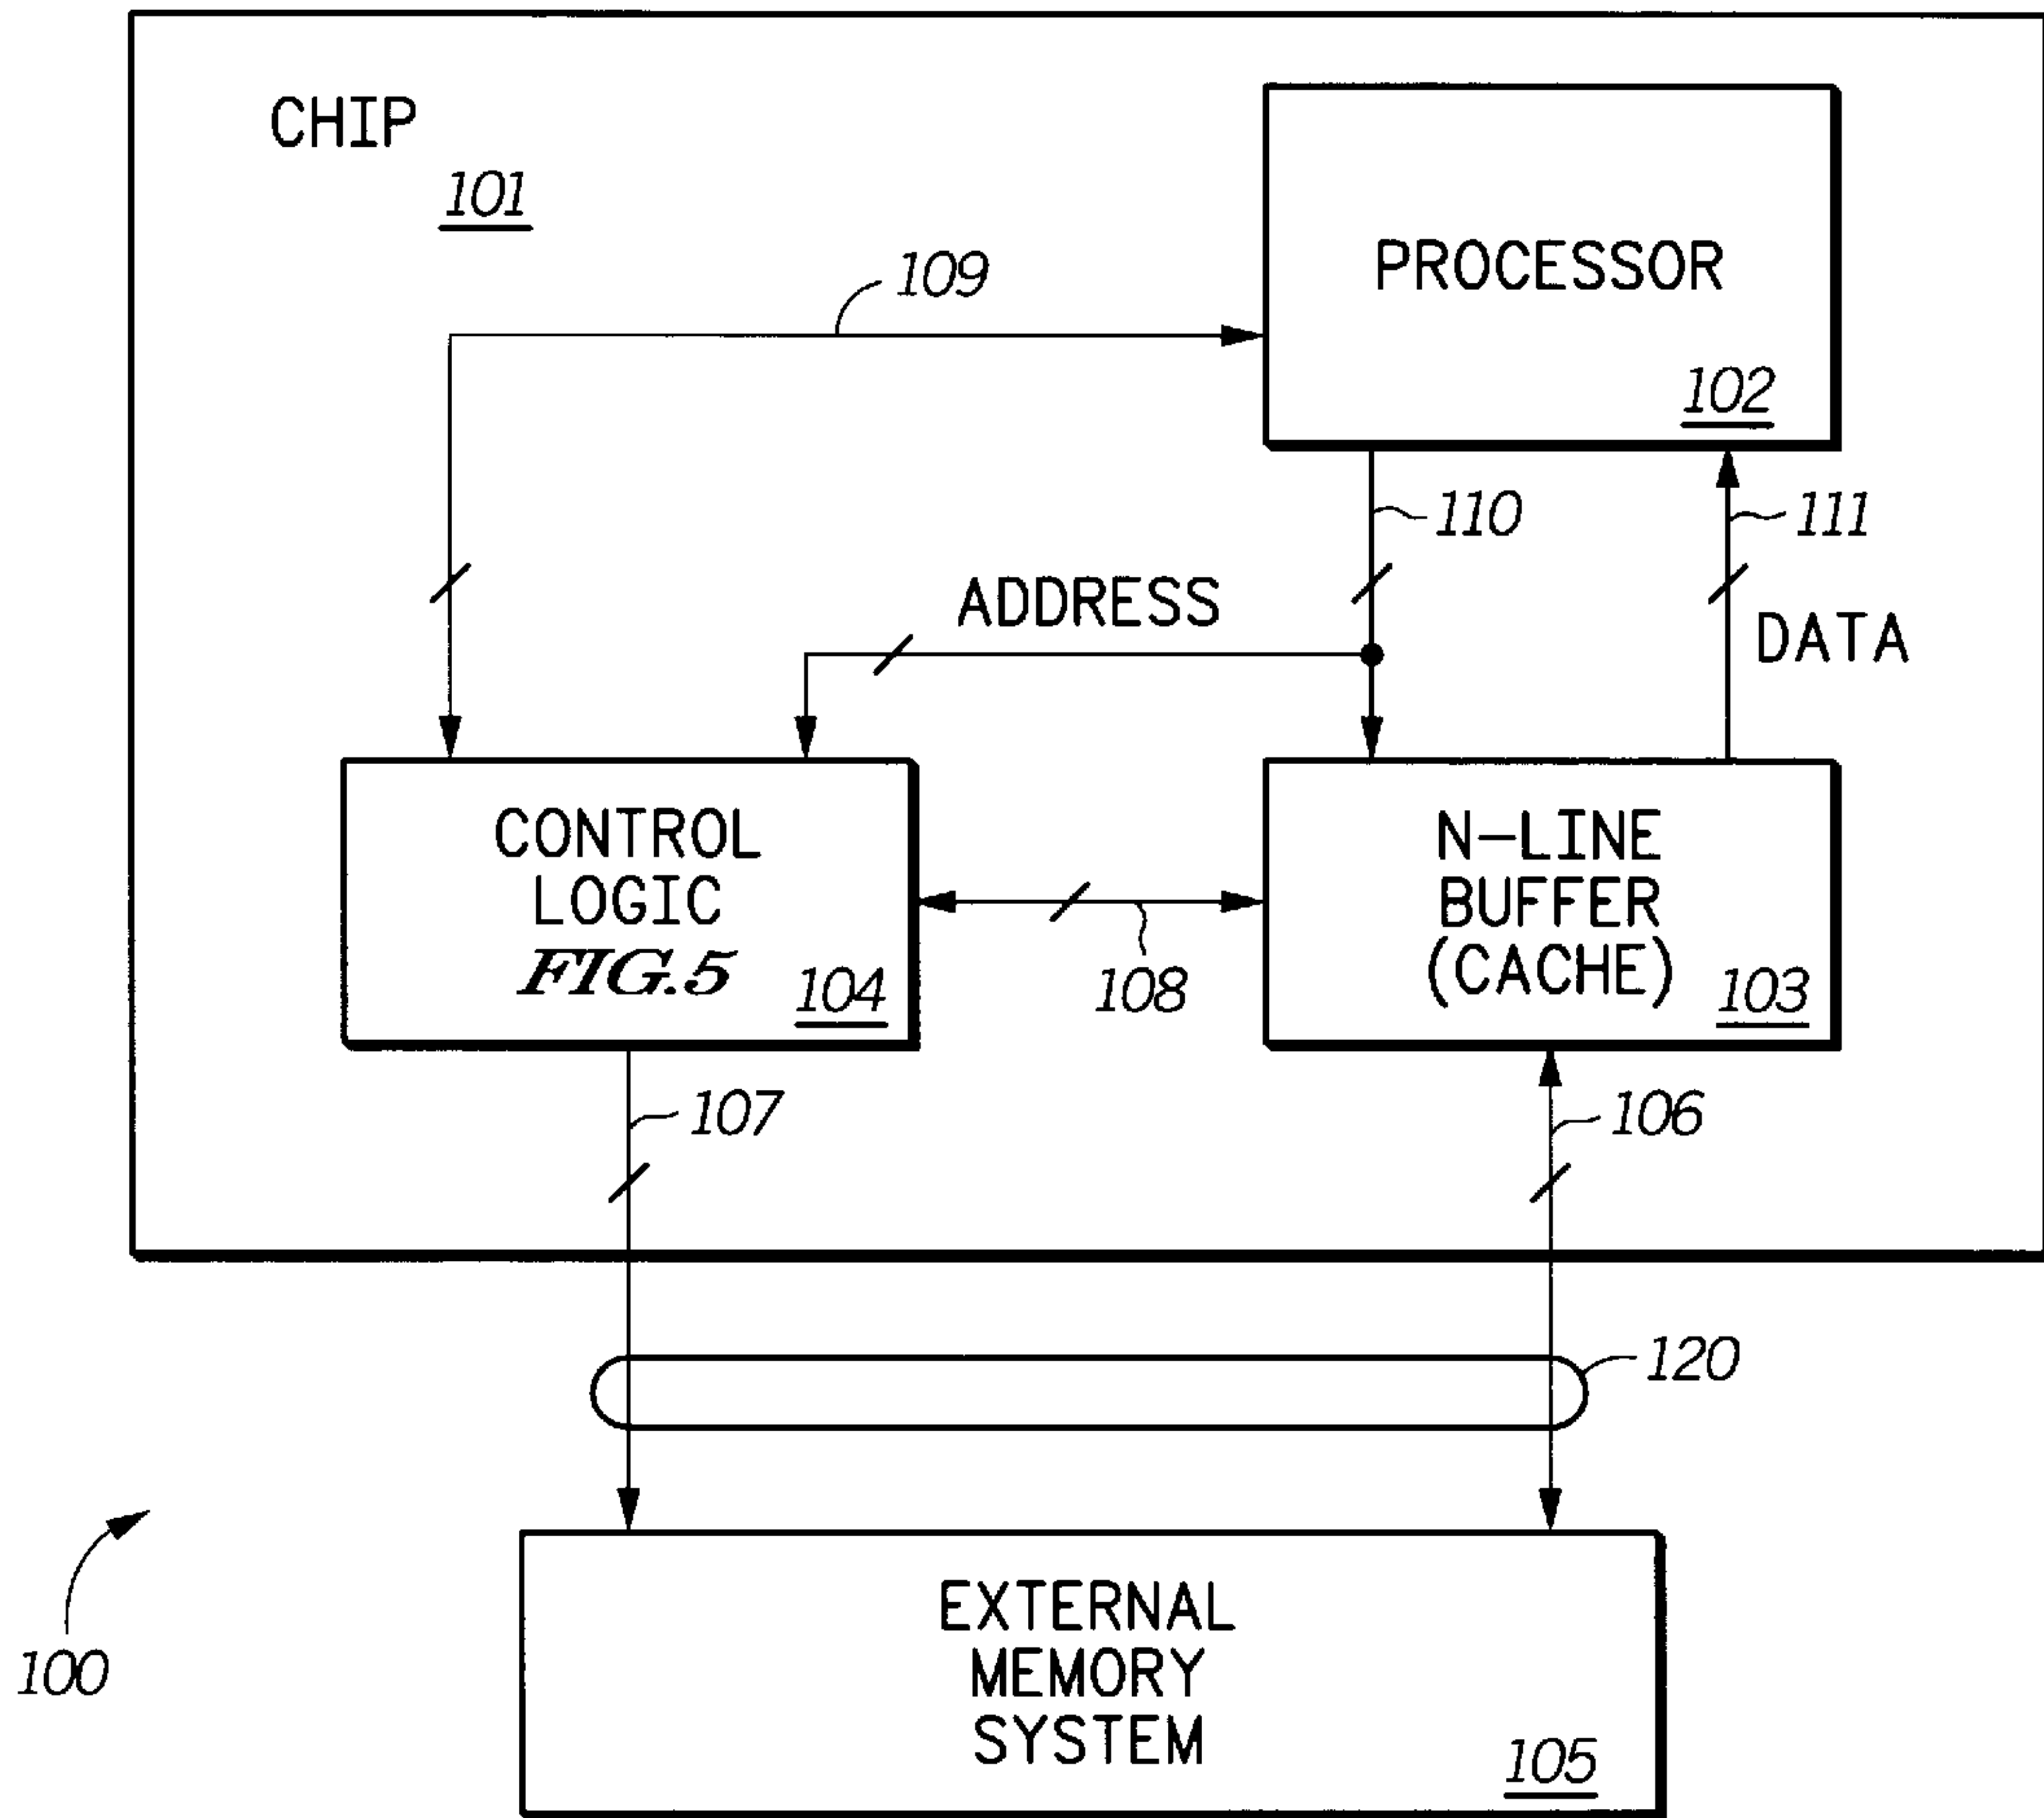 CHIP
101
109
PROCESSOR
102
110
111
ADDRESS
DATA
CONTROL
LOGIC
FIG.5
104
108
N-LINE
BUFFER
(CACHE)
103
107
106
120
100
EXTERNAL
MEMORY
SYSTEM
105